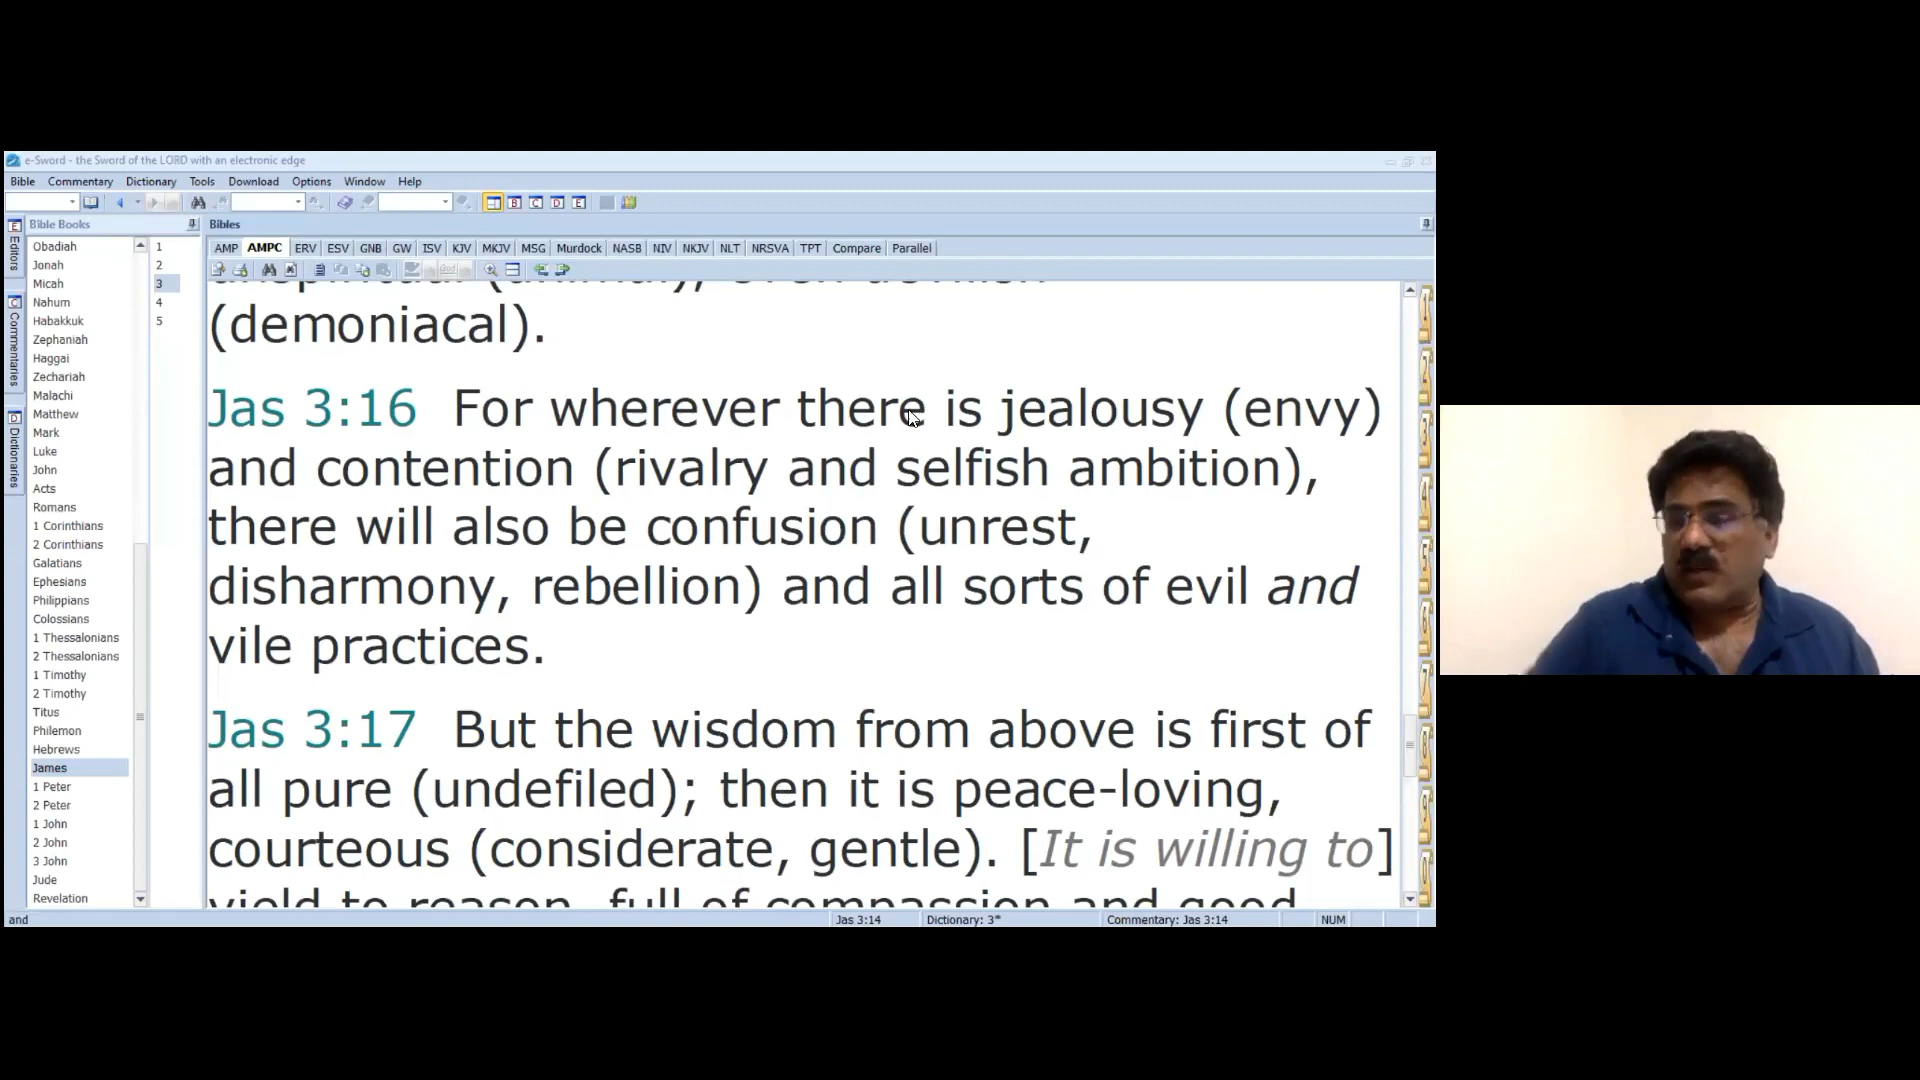 e-Sword - the Sword of the LORD with an electronic edge
Bible Commentary Dictionary Tools Download Options Window Help
B C D E
Bible Books
Bibles
AMP AMPC ERV ESV GNB GW ISV KJV MKJV MSG Murdock NASB NIV NKJV NLT NRSVA TPT Compare Parallel
Editors
Commentaries
Dictionaries
Obadiah
Jonah
Micah
Nahum
Habakkuk
Zephaniah
Haggai
Zechariah
Malachi
Matthew
Mark
Luke
John
Acts
Romans
1 Corinthians
2 Corinthians
Galatians
Ephesians
Philippians
Colossians
1 Thessalonians
2 Thessalonians
1 Timothy
2 Timothy
Titus
Philemon
Hebrews
James
1 Peter
2 Peter
1 John
2 John
3 John
Jude
Revelation
1
2
3
4
5
(demoniacal).
Jas 3:16 For wherever there is jealousy (envy)
and contention (rivalry and selfish ambition),
there will also be confusion (unrest,
disharmony, rebellion) and all sorts of evil and
vile practices.
Jas 3:17 But the wisdom from above is first of
all pure (undefiled); then it is peace-loving,
courteous (considerate, gentle). [It is willing to]
yield to reason, full of compassion and good
and
Jas 3:14
Dictionary: 3*
Commentary: Jas 3:14
NUM